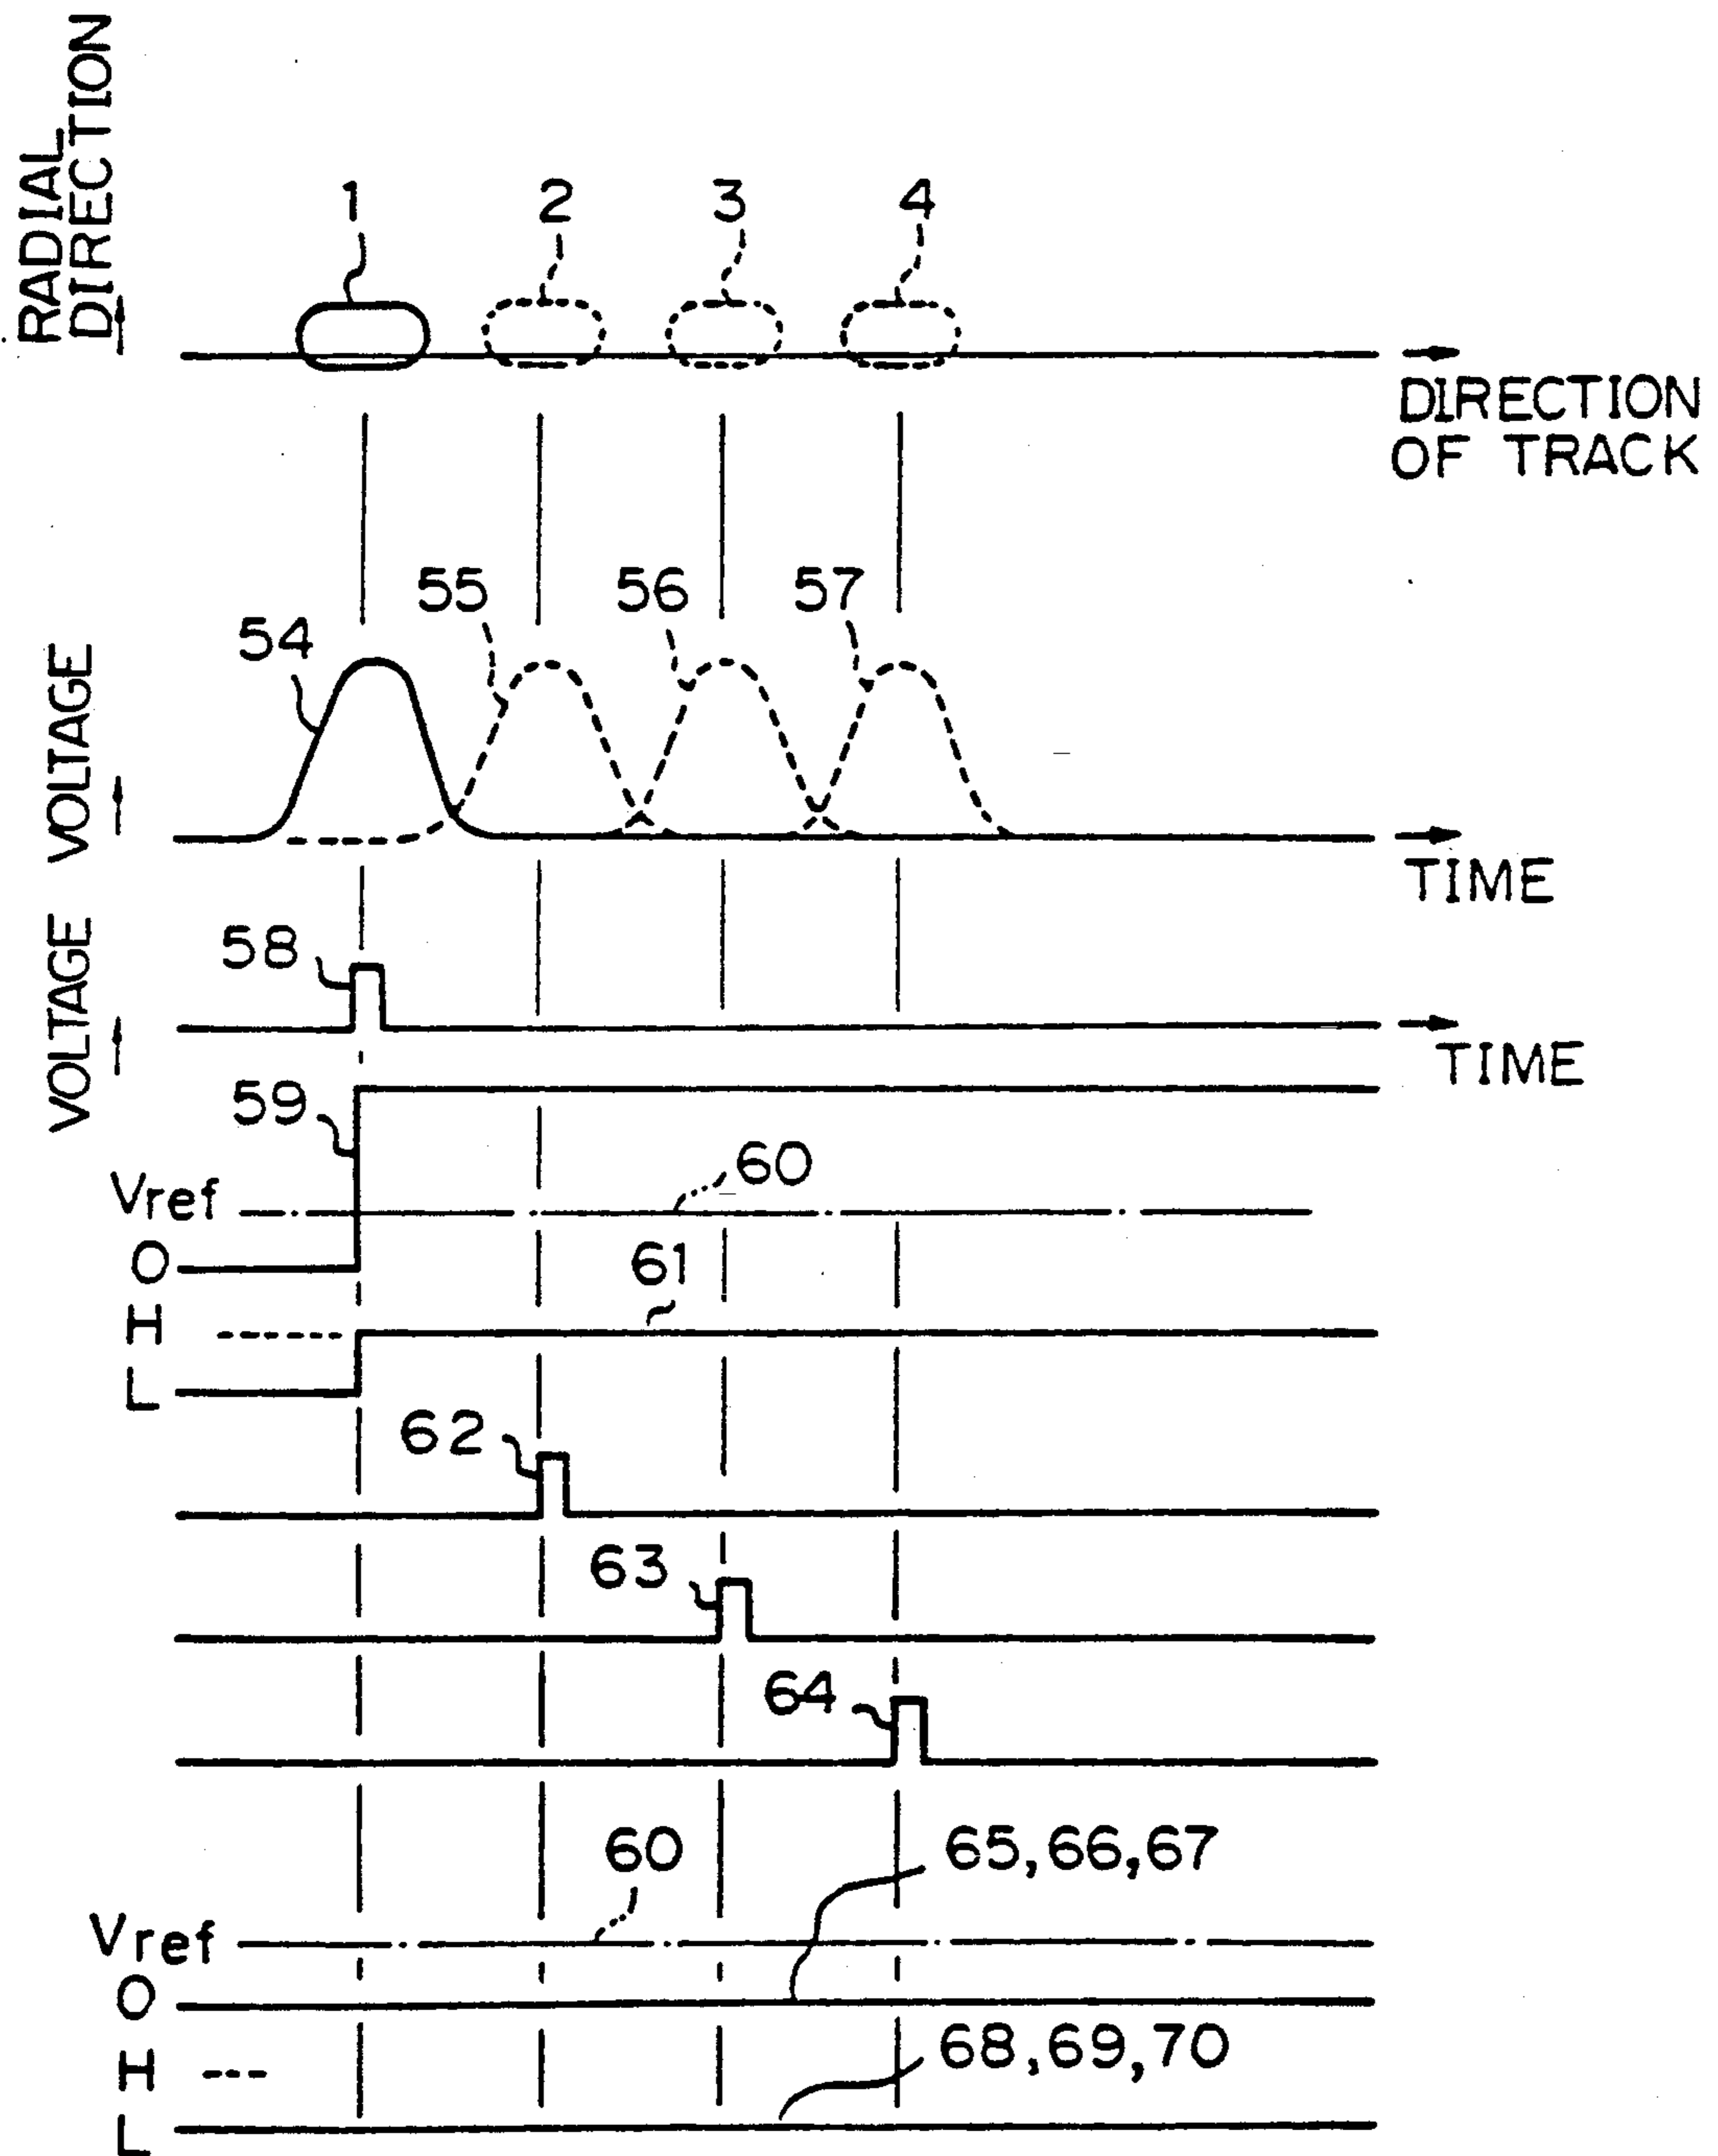 RADIAL
DIRECTION
1 2 3 4
DIRECTION
OF TRACK
VOLTAGE
54 55 56 57
TIME
VOLTAGE
58
TIME
59
Vref
60
O
61
H
L
62
63
64
65,66,67
60
Vref
O
68,69,70
H
L